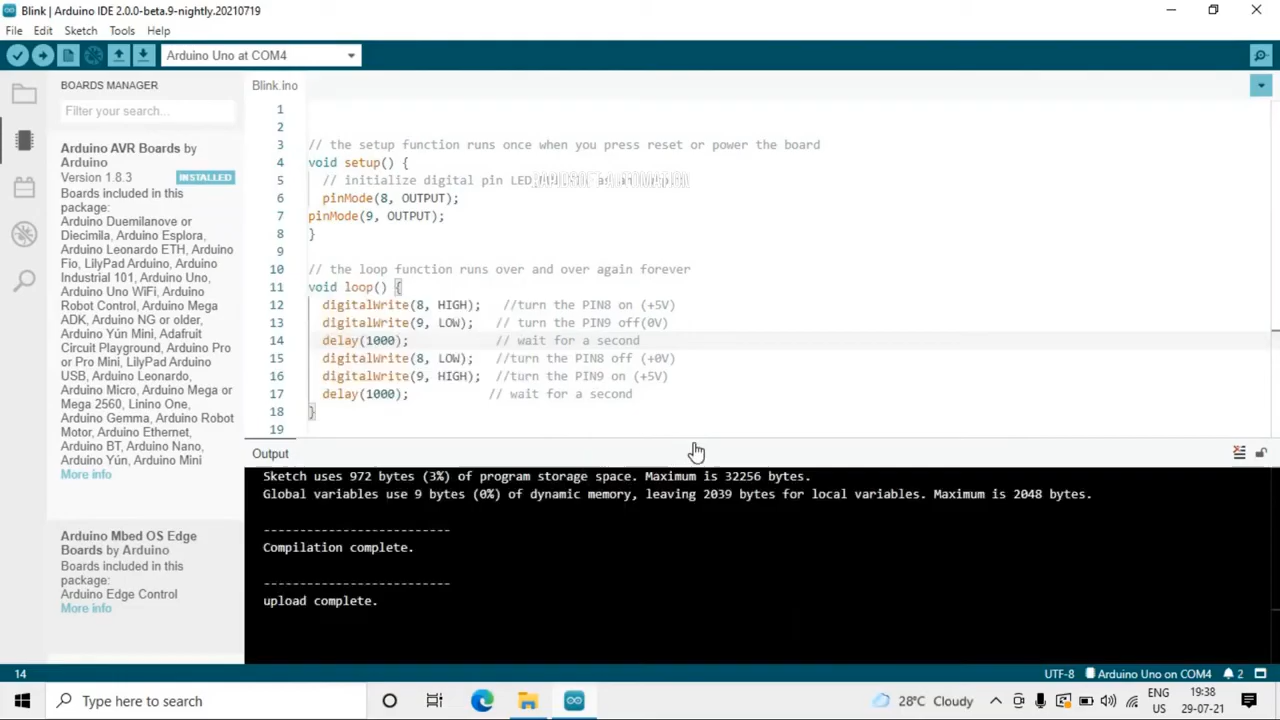 Blink | Arduino IDE 2.0.0-beta.9-nightly.20210719
File Edit Sketch Tools Help
Arduino Uno at COM4
BOARDS MANAGER
Filter your search...
Arduino AVR Boards by
Arduino
Version 1.8.3 INSTALLED
Boards included in this
package:
Arduino Duemilanove or
Diecimila, Arduino Esplora,
Arduino Leonardo ETH, Arduino
Fio, LilyPad Arduino, Arduino
Industrial 101, Arduino Uno,
Arduino Uno WiFi, Arduino
Robot Control, Arduino Mega
ADK, Arduino NG or older,
Arduino Yún Mini, Adafruit
Circuit Playground, Arduino Pro
or Pro Mini, LilyPad Arduino
USB, Arduino Leonardo,
Arduino Micro, Arduino Mega or
Mega 2560, Linino One,
Arduino Gemma, Arduino Robot
Motor, Arduino Ethernet,
Arduino BT, Arduino Nano,
Arduino Yún, Arduino Mini
More info
Arduino Mbed OS Edge
Boards by Arduino
Boards included in this
package:
Arduino Edge Control
More info
Blink.ino
1
2
3 // the setup function runs once when you press reset or power the board
4 void setup() {
5 // initialize digital pin LED
6 pinMode(8, OUTPUT);
7 pinMode(9, OUTPUT);
8 }
9
10 // the loop function runs over and over again forever
11 void loop() {
12 digitalWrite(8, HIGH); //turn the PIN8 on (+5V)
13 digitalWrite(9, LOW); // turn the PIN9 off(0V)
14 delay(1000); // wait for a second
15 digitalWrite(8, LOW); //turn the PIN8 off (+0V)
16 digitalWrite(9, HIGH); //turn the PIN9 on (+5V)
17 delay(1000); // wait for a second
18 }
19
Output
Sketch uses 972 bytes (3%) of program storage space. Maximum is 32256 bytes.
Global variables use 9 bytes (0%) of dynamic memory, leaving 2039 bytes for local variables. Maximum is 2048 bytes.
--------------------------
Compilation complete.
--------------------------
upload complete.
14 UTF-8 Arduino Uno on COM4 2
Type here to search 28°C Cloudy ENG 19:38
US 29-07-21